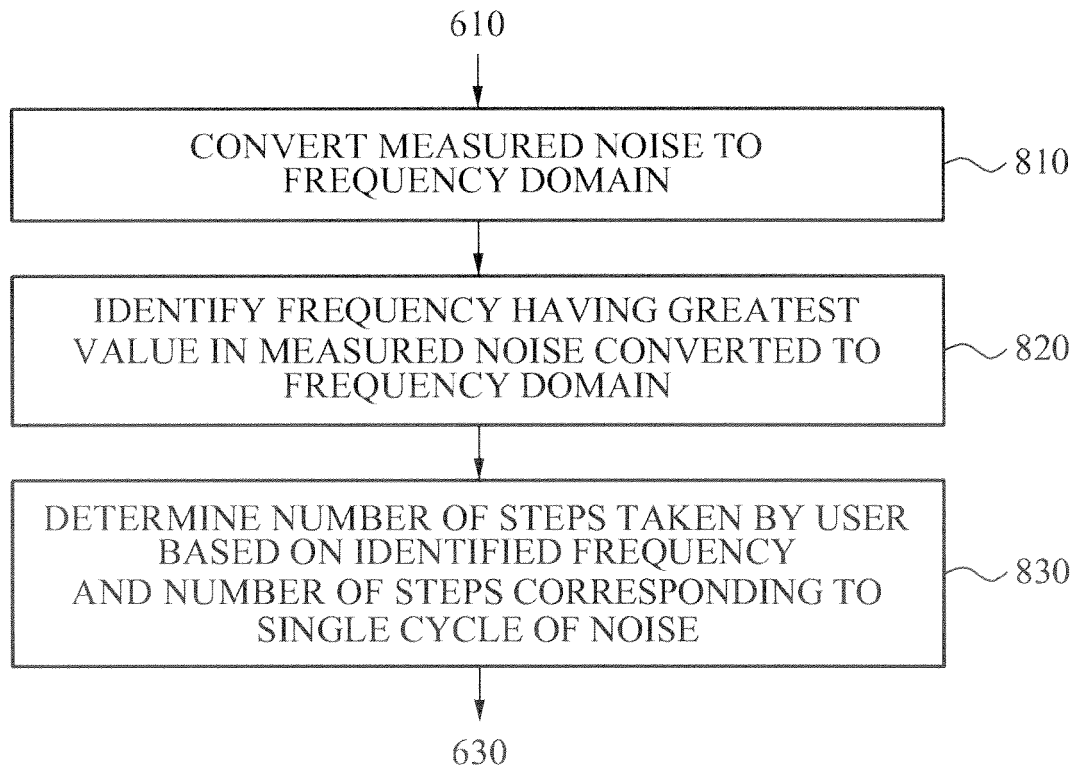 610
CONVERT MEASURED NOISE TO
FREQUENCY DOMAIN
810
IDENTIFY FREQUENCY HAVING GREATEST
VALUE IN MEASURED NOISE CONVERTED TO
FREQUENCY DOMAIN
820
DETERMINE NUMBER OF STEPS TAKEN BY USER
BASED ON IDENTIFIED FREQUENCY
AND NUMBER OF STEPS CORRESPONDING TO
SINGLE CYCLE OF NOISE
830
630